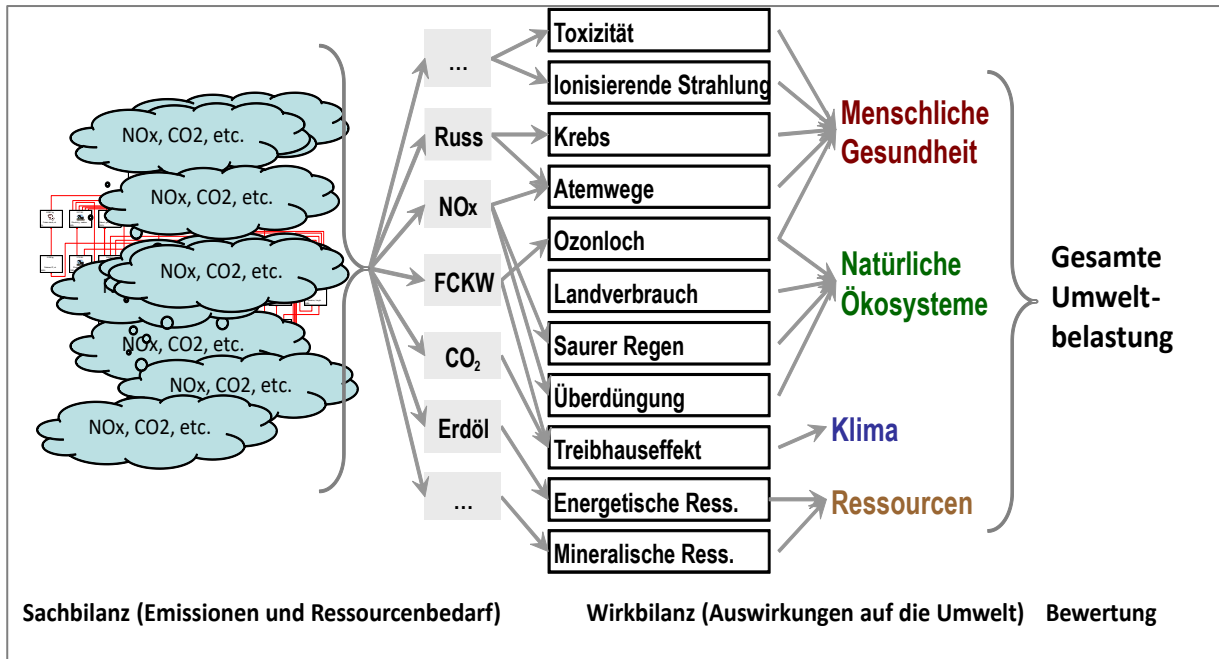 NOx, CO2, etc.
NOx, CO2, etc.
NOx, CO2, etc.
NOx, CO2, etc.
NOx, CO2, etc.
NOx, CO2, etc.
...
Russ
NOx
FCKW
CO₂
Erdöl
...
Toxizität
Ionisierende Strahlung
Krebs
Atemwege
Ozonloch
Landverbrauch
Saurer Regen
Überdüngung
Treibhauseffekt
Energetische Ress.
Mineralische Ress.
Menschliche
Gesundheit
Natürliche
Ökosysteme
Klima
Ressourcen
Gesamte
Umwelt-
belastung
Sachbilanz (Emissionen und Ressourcenbedarf)
Wirkbilanz (Auswirkungen auf die Umwelt)
Bewertung